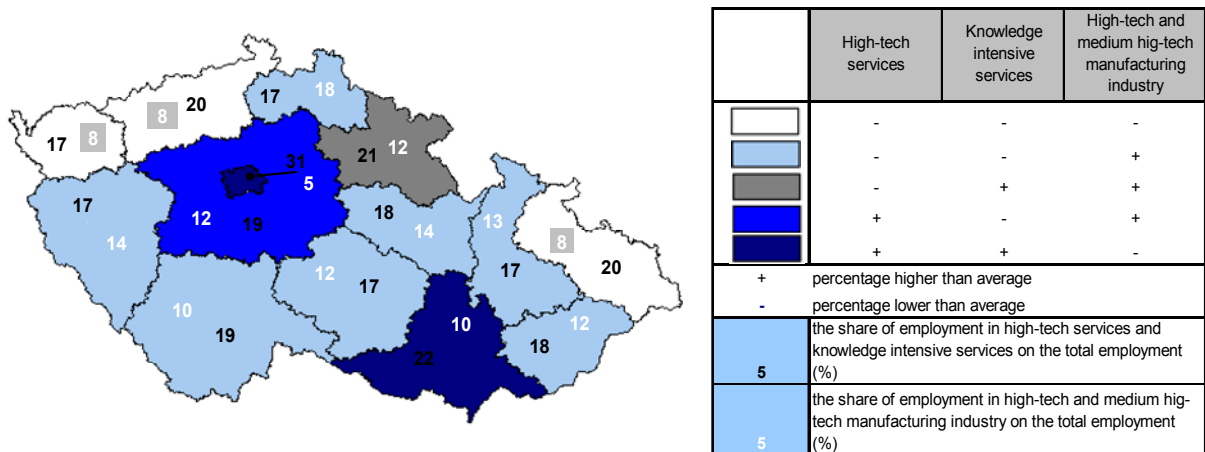 20
17
18
8
17
8
21
12
31
5
17
12
19
18
14
13
8
14
12
17
17
20
10
19
10
12
22
18
High-tech services
Knowledge intensive services
High-tech and medium hig-tech manufacturing industry
- - -
- - +
- + +
+ - +
+ + -
+ percentage higher than average
- percentage lower than average
the share of employment in high-tech services and
knowledge intensive services on the total employment
5 (%)
the share of employment in high-tech and medium hig-
tech manufacturing industry on the total employment
5 (%)